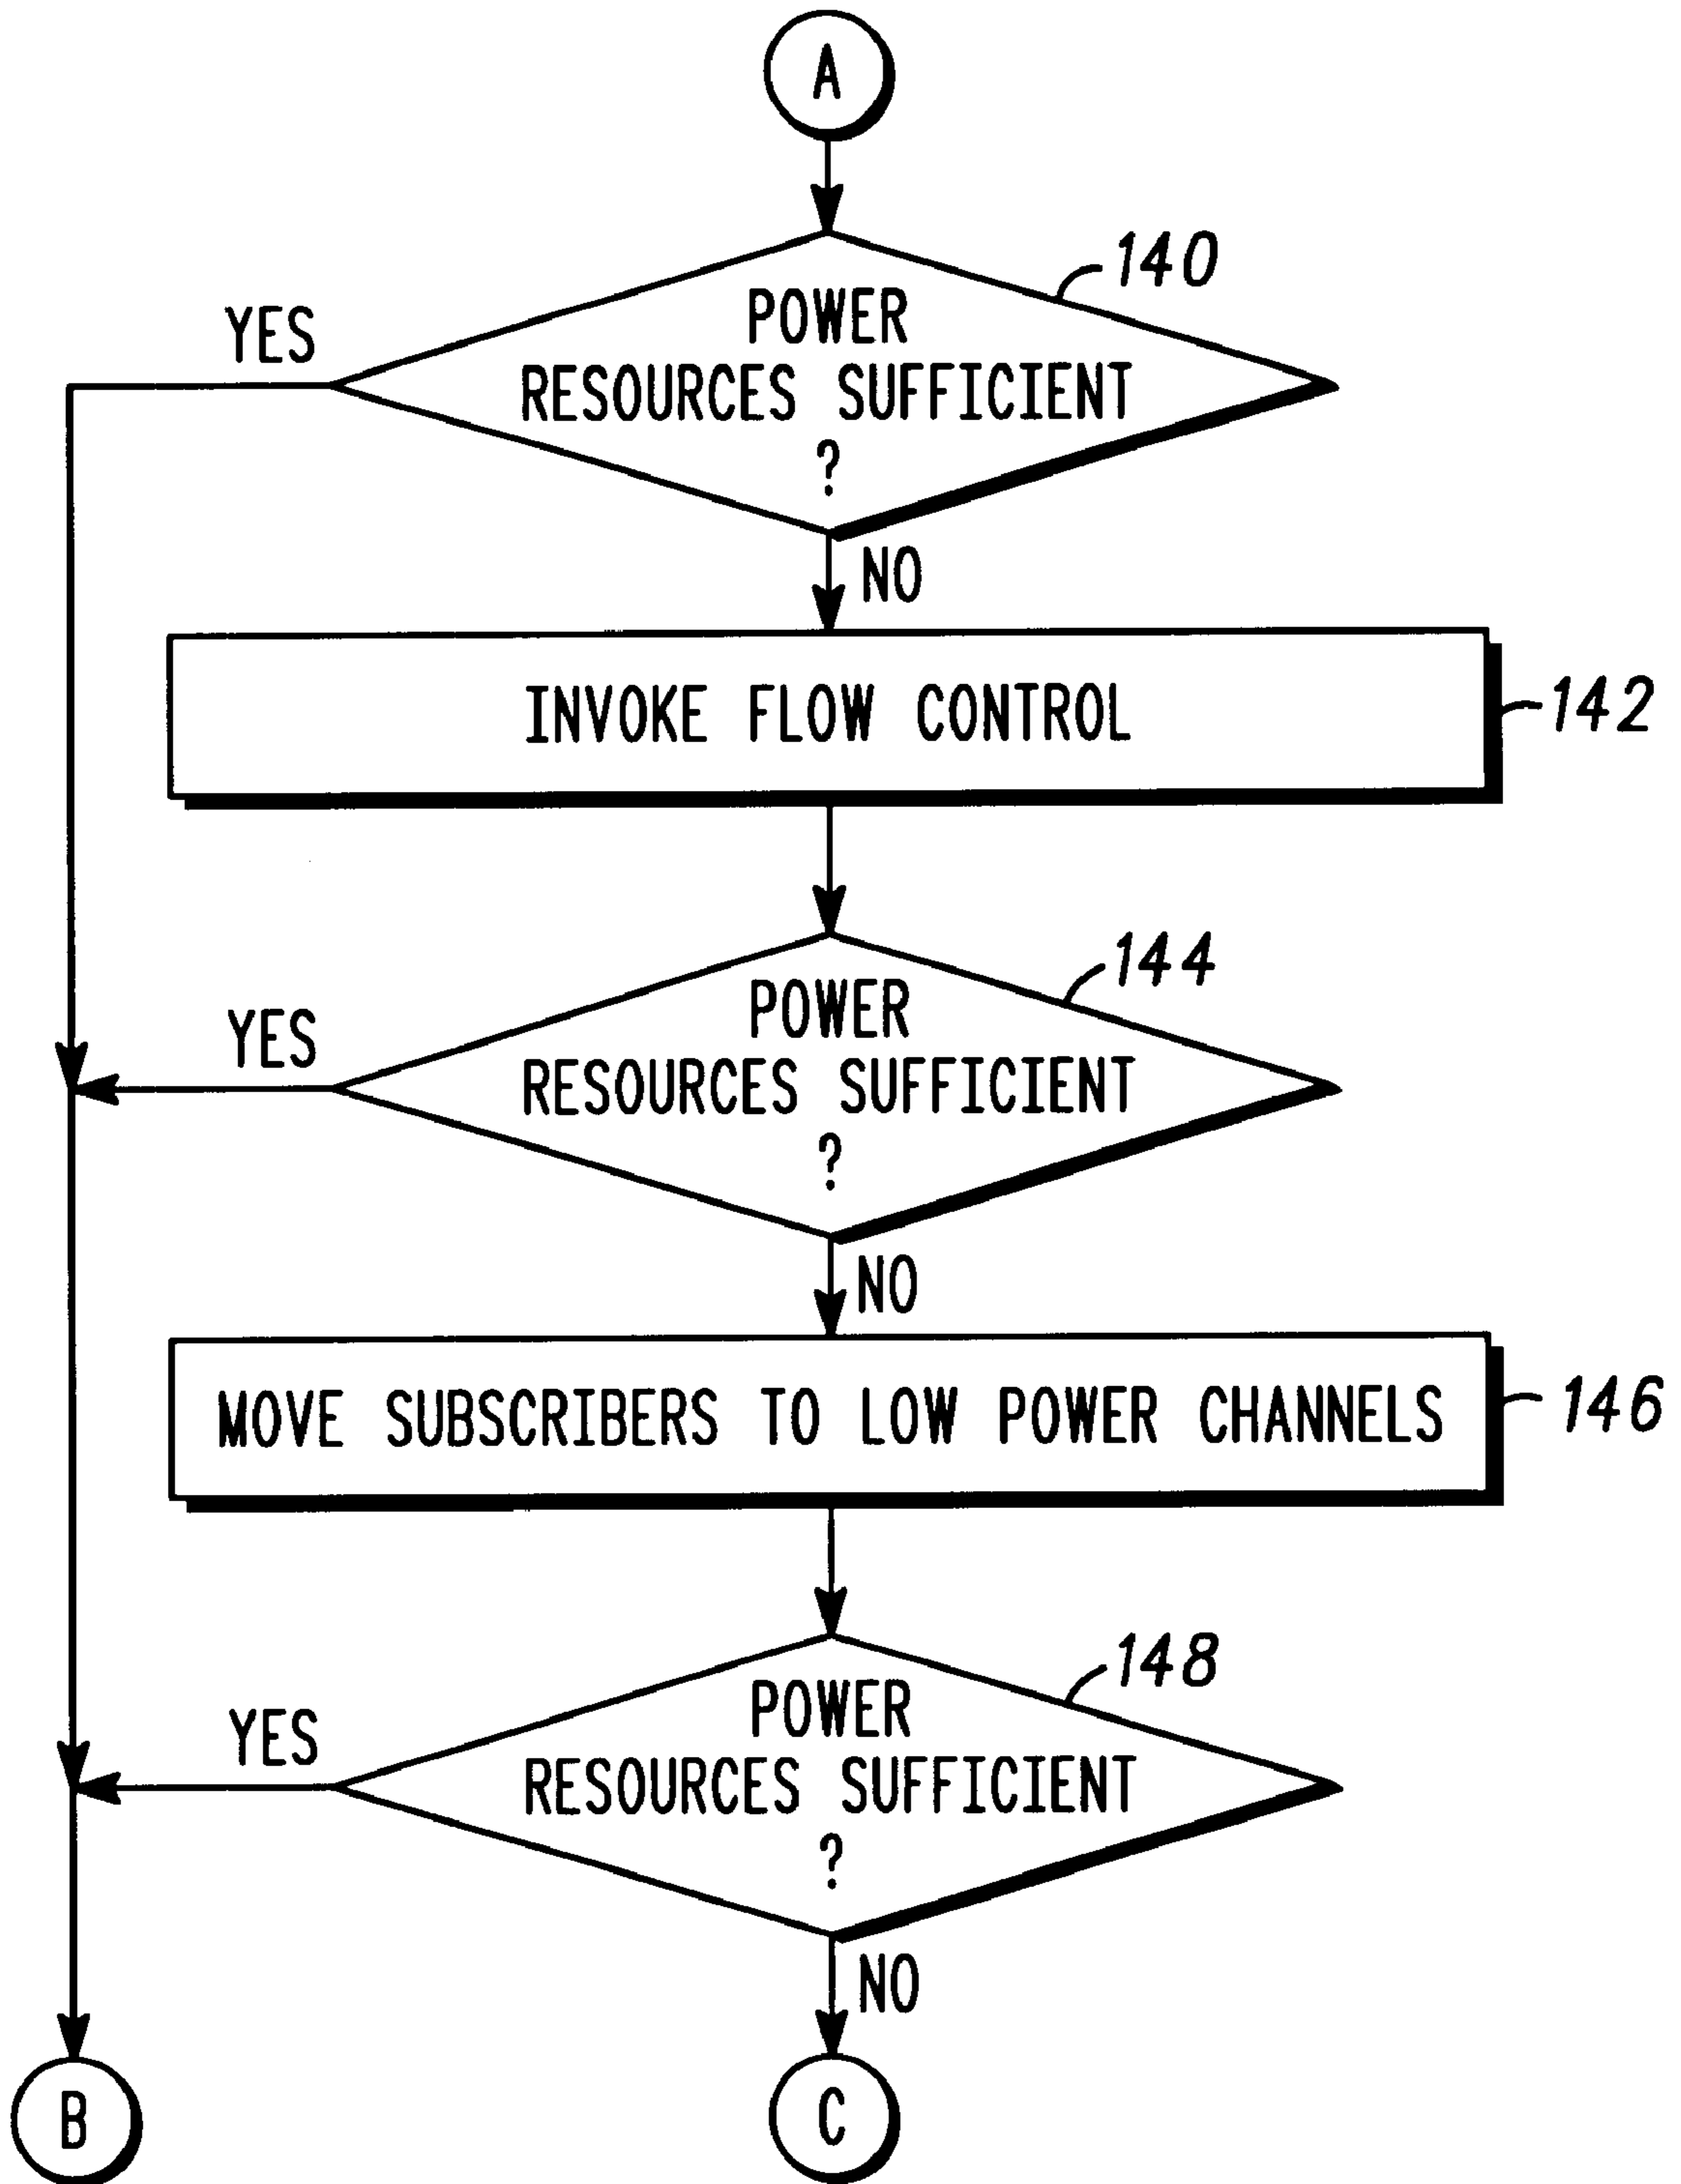 A
140
POWER
YES
RESOURCES SUFFICIENT
?
NO
INVOKE FLOW CONTROL
142
144
POWER
YES
RESOURCES SUFFICIENT
?
NO
MOVE SUBSCRIBERS TO LOW POWER CHANNELS
146
148
POWER
YES
RESOURCES SUFFICIENT
?
NO
B
C